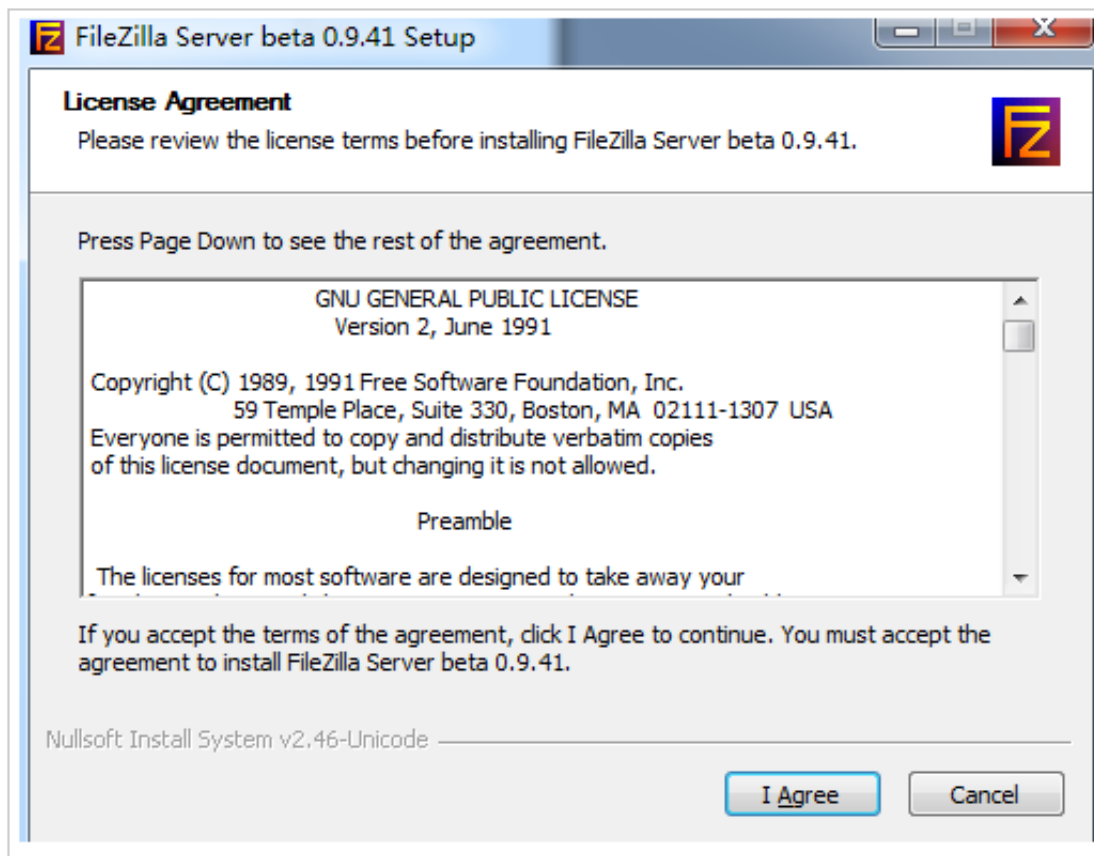 FileZilla Server beta 0.9.41 Setup
License Agreement
Please review the license terms before installing FileZilla Server beta 0.9.41.
Press Page Down to see the rest of the agreement.
GNU GENERAL PUBLIC LICENSE
Version 2, June 1991
Copyright (C) 1989, 1991 Free Software Foundation, Inc.
59 Temple Place, Suite 330, Boston, MA  02111-1307  USA
Everyone is permitted to copy and distribute verbatim copies
of this license document, but changing it is not allowed.
Preamble
The licenses for most software are designed to take away your
If you accept the terms of the agreement, click I Agree to continue. You must accept the
agreement to install FileZilla Server beta 0.9.41.
Nullsoft Install System v2.46-Unicode
I Agree
Cancel